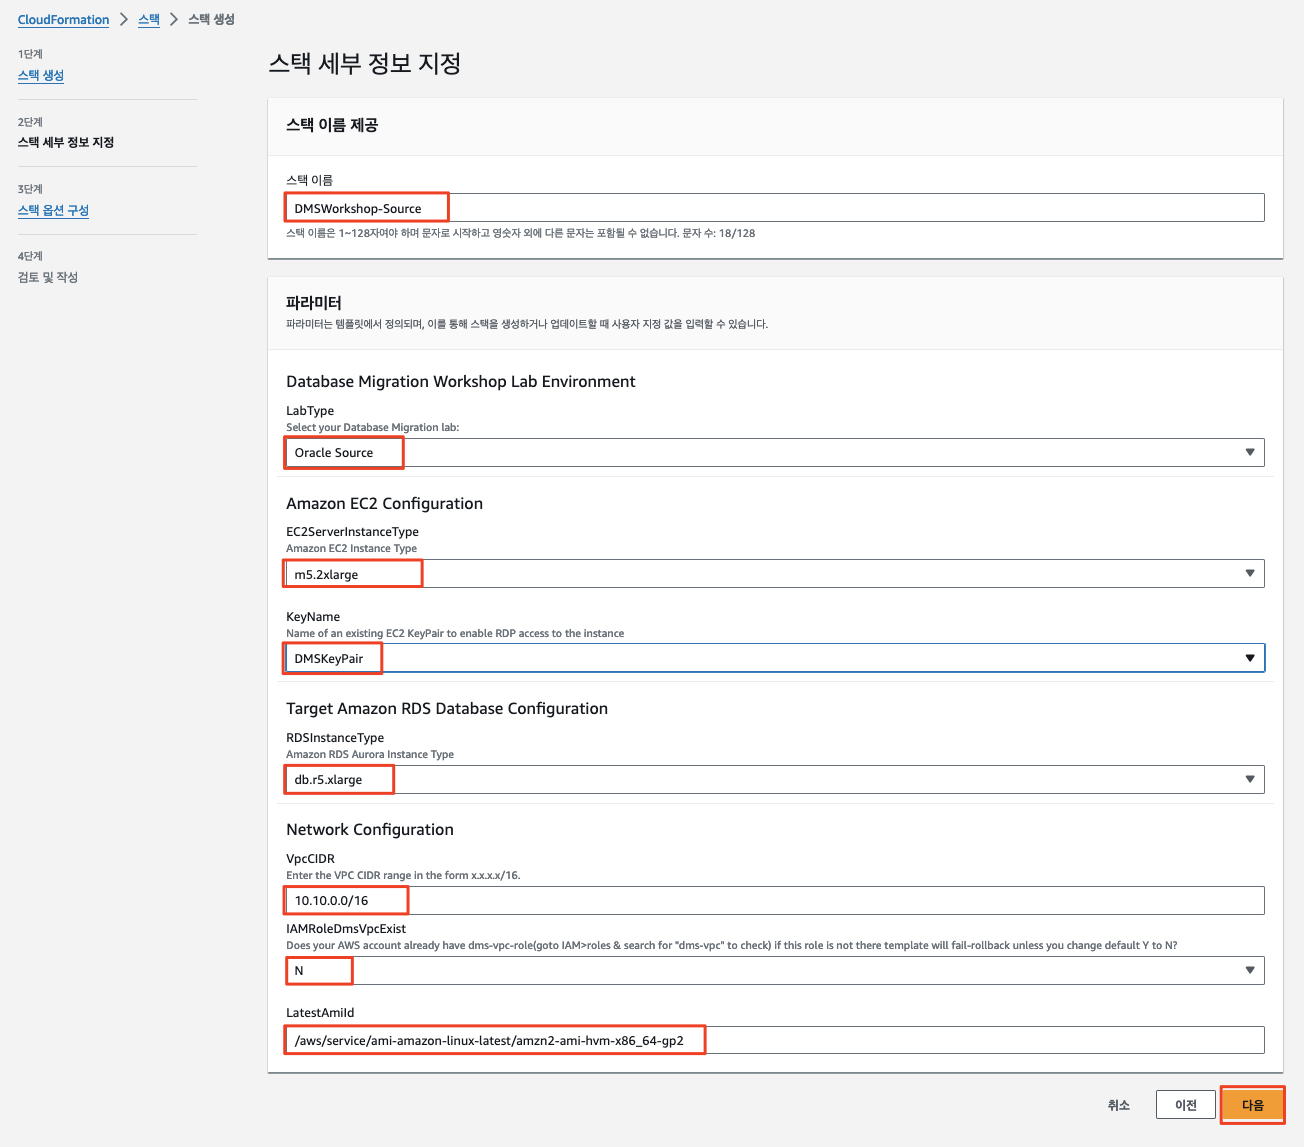 CloudFormation > 스택 > 스택 생성
1단계
스택 생성
2단계
스택 세부 정보 지정
3단계
스택 옵션 구성
4단계
검토 및 작성
스택 세부 정보 지정
스택 이름 제공
스택 이름
DMSWorkshop-Source
스택 이름은 1~128자여야 하며 문자로 시작하고 영숫자 외에 다른 문자는 포함될 수 없습니다. 문자 수: 18/128
파라미터
파라미터는 템플릿에서 정의되며, 이를 통해 스택을 생성하거나 업데이트할 때 사용자 지정 값을 입력할 수 있습니다.
Database Migration Workshop Lab Environment
LabType
Select your Database Migration lab:
Oracle Source
Amazon EC2 Configuration
EC2ServerInstanceType
Amazon EC2 Instance Type
m5.2xlarge
KeyName
Name of an existing EC2 KeyPair to enable RDP access to the instance
DMSKeyPair
Target Amazon RDS Database Configuration
RDSInstanceType
Amazon RDS Aurora Instance Type
db.r5.xlarge
Network Configuration
VpcCIDR
Enter the VPC CIDR range in the form x.x.x.x/16.
10.10.0.0/16
IAMRoleDmsVpcExist
Does your AWS account already have dms-vpc-role(goto IAM>roles & search for "dms-vpc" to check) if this role is not there template will fail-rollback unless you change default Y to N?
N
LatestAmiId
/aws/service/ami-amazon-linux-latest/amzn2-ami-hvm-x86_64-gp2
취소
이전
다음